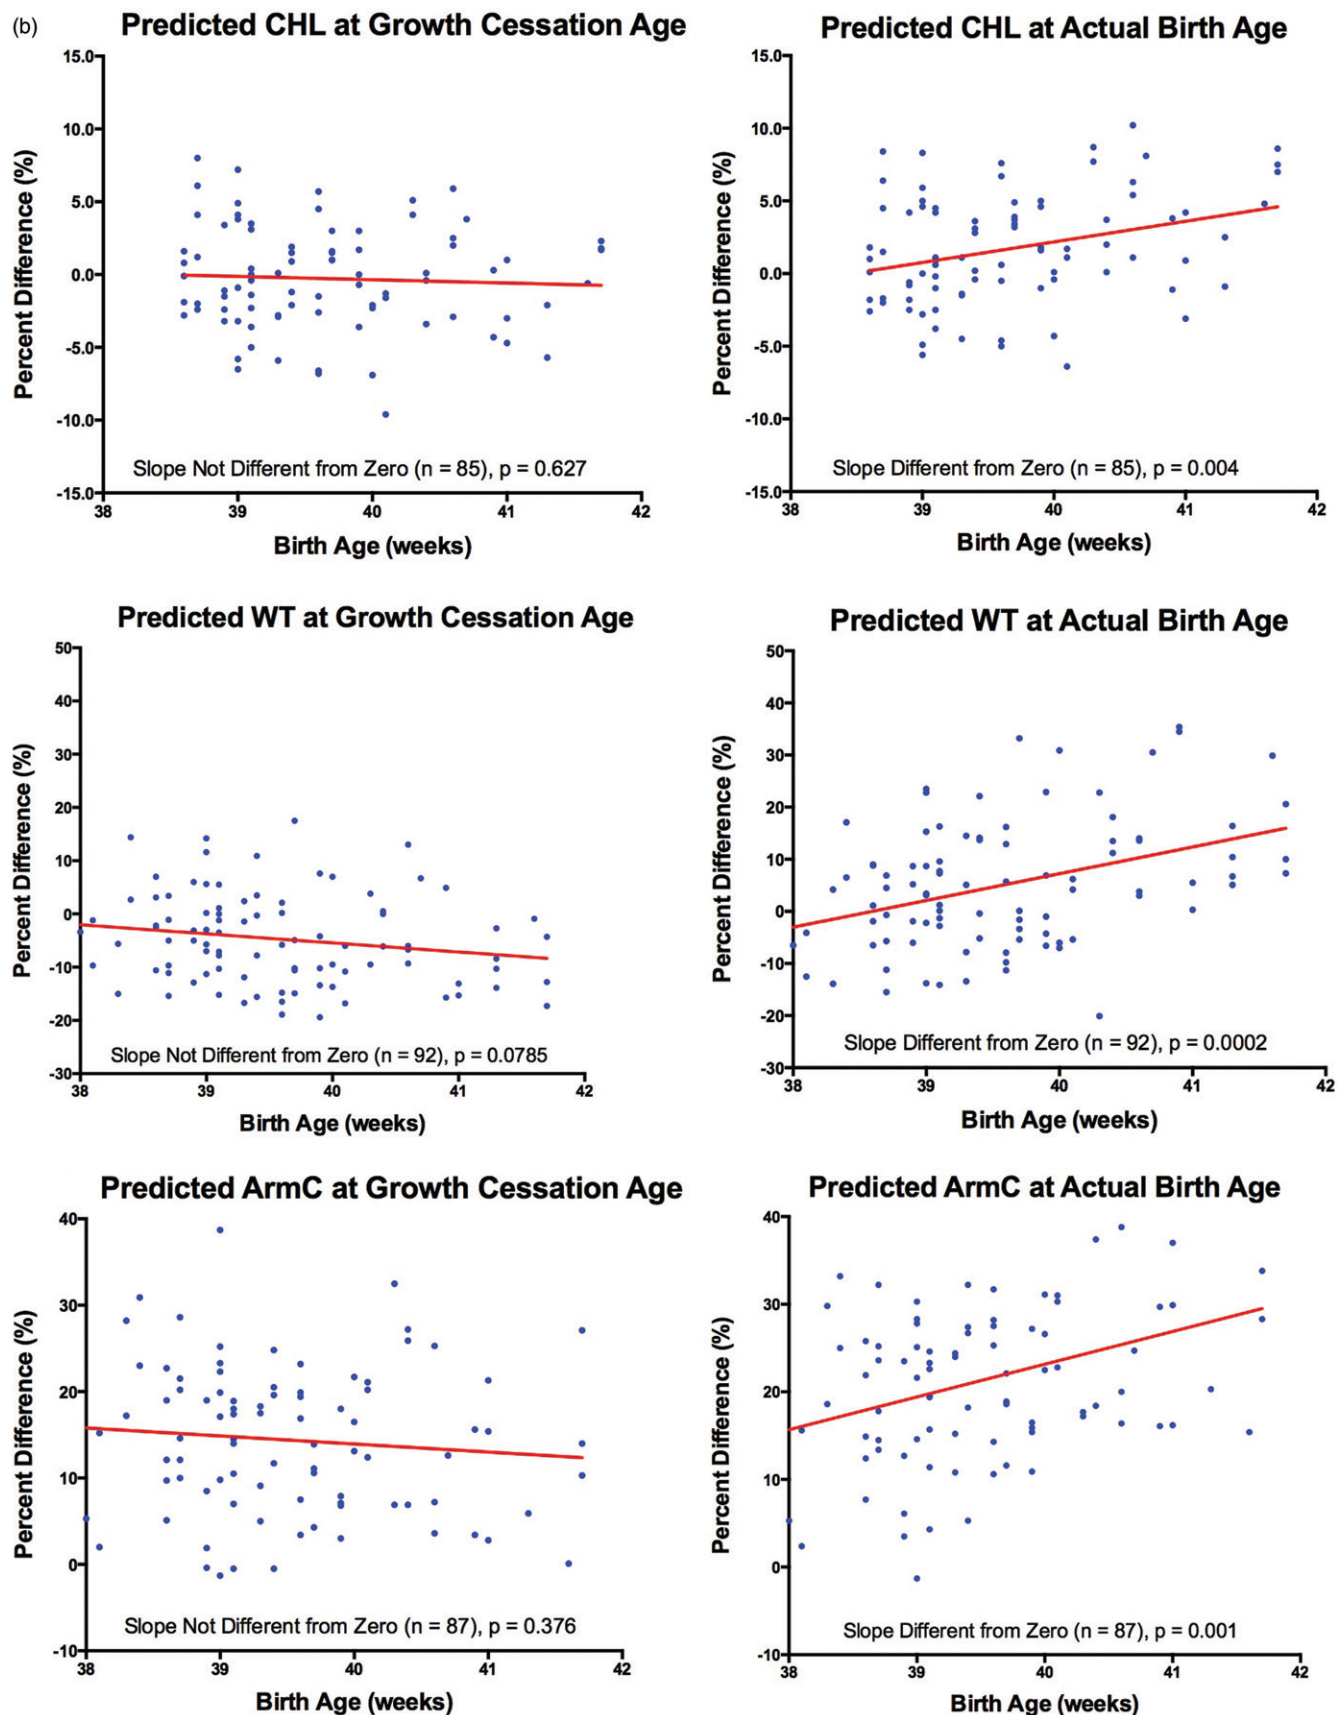 (b)
Predicted CHL at Growth Cessation Age
15.0
10.0
5.0
0.0
-5.0
-10.0
-15.0
Percent Difference (%)
Slope Not Different from Zero (n = 85), p = 0.627
38 39 40 41 42
Birth Age (weeks)
Predicted CHL at Actual Birth Age
15.0
10.0
5.0
0.0
-5.0
-10.0
-15.0
Percent Difference (%)
Slope Different from Zero (n = 85), p = 0.004
38 39 40 41 42
Birth Age (weeks)
Predicted WT at Growth Cessation Age
50
40
30
20
10
0
-10
-20
-30
Percent Difference (%)
Slope Not Different from Zero (n = 92), p = 0.0785
38 39 40 41 42
Birth Age (weeks)
Predicted WT at Actual Birth Age
50
40
30
20
10
0
-10
-20
-30
Percent Difference (%)
Slope Different from Zero (n = 92), p = 0.0002
38 39 40 41 42
Birth Age (weeks)
Predicted ArmC at Growth Cessation Age
40
30
20
10
0
-10
Percent Difference (%)
Slope Not Different from Zero (n = 87), p = 0.376
38 39 40 41 42
Birth Age (weeks)
Predicted ArmC at Actual Birth Age
40
30
20
10
0
-10
Percent Difference (%)
Slope Different from Zero (n = 87), p = 0.001
38 39 40 41 42
Birth Age (weeks)